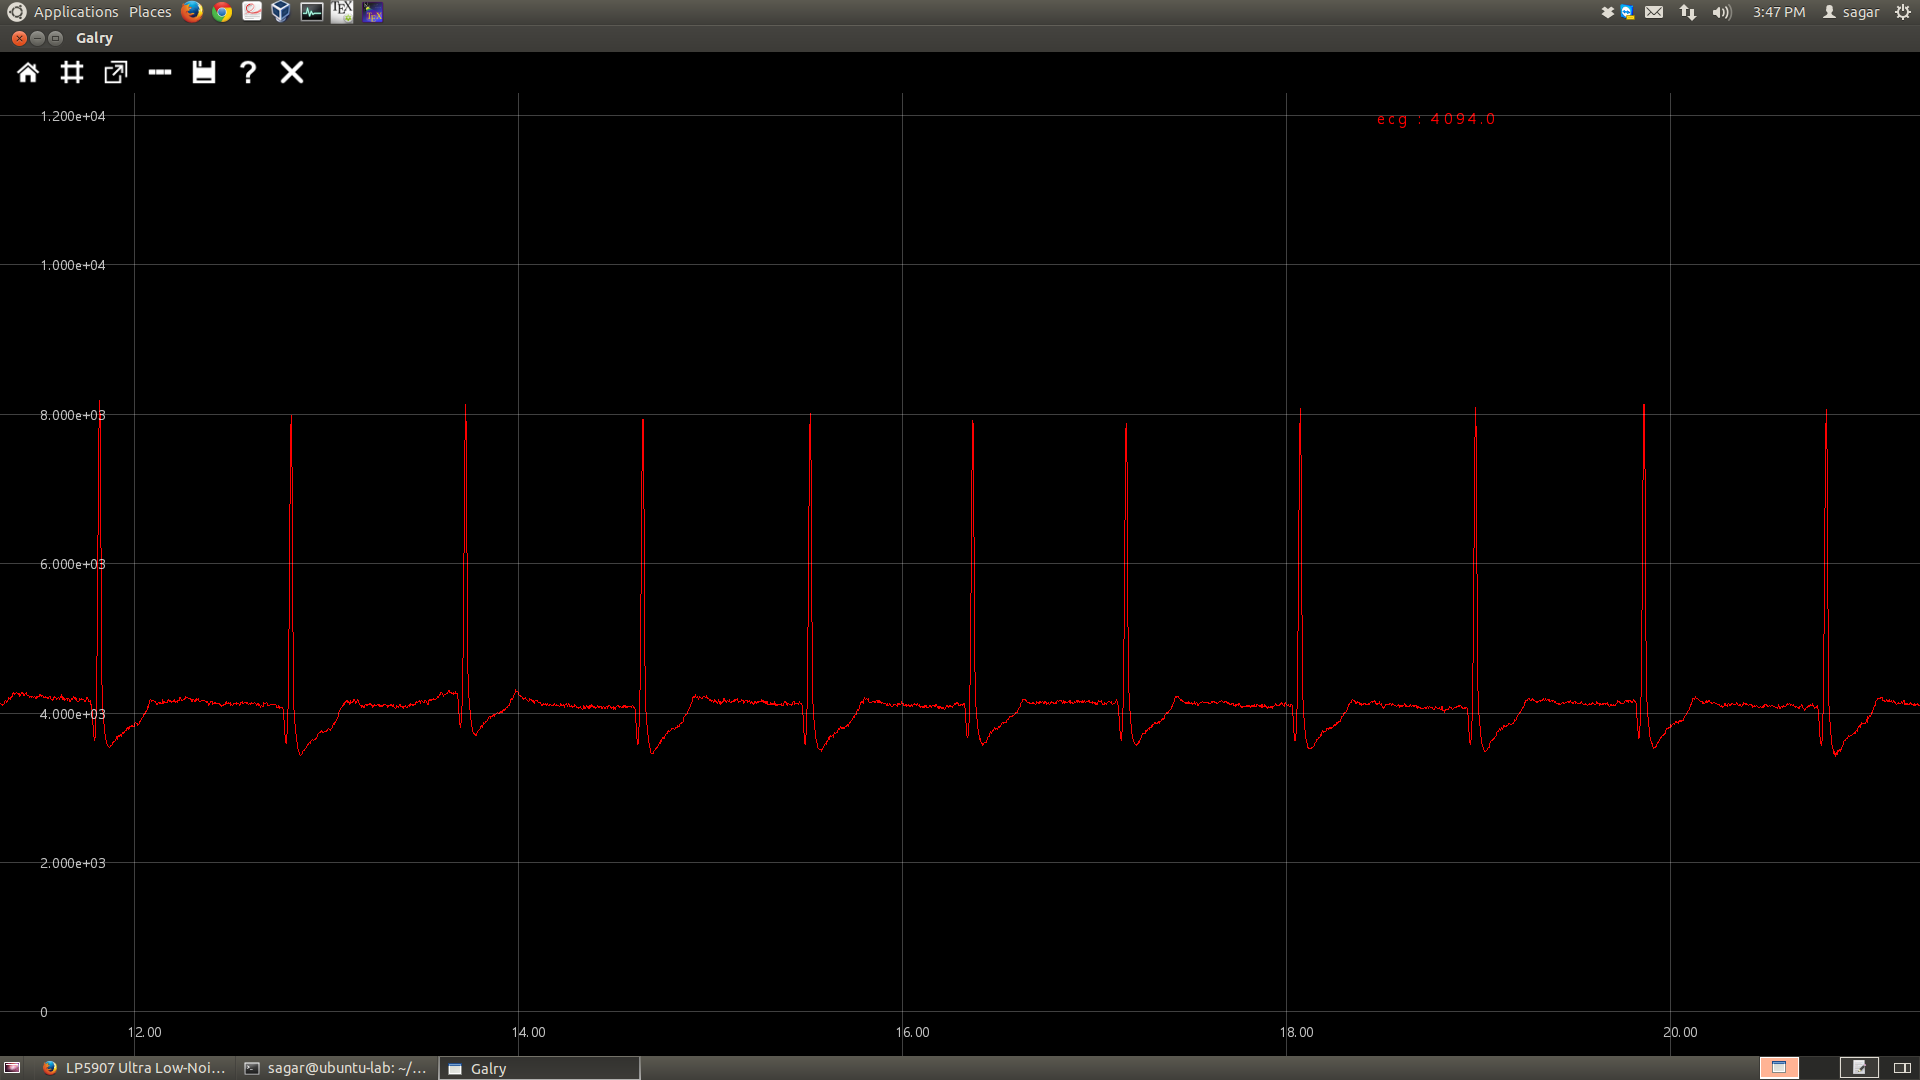 Applications Places 3:47 PM sagar
Galry
1.200e+04
ecg : 4094.0
1.000e+04
8.000e+03
6.000e+03
4.000e+03
2.000e+03
0
12.00 14.00 16.00 18.00 20.00
LP5907 Ultra Low-Noi... sagar@ubuntu-lab: ~/... Galry